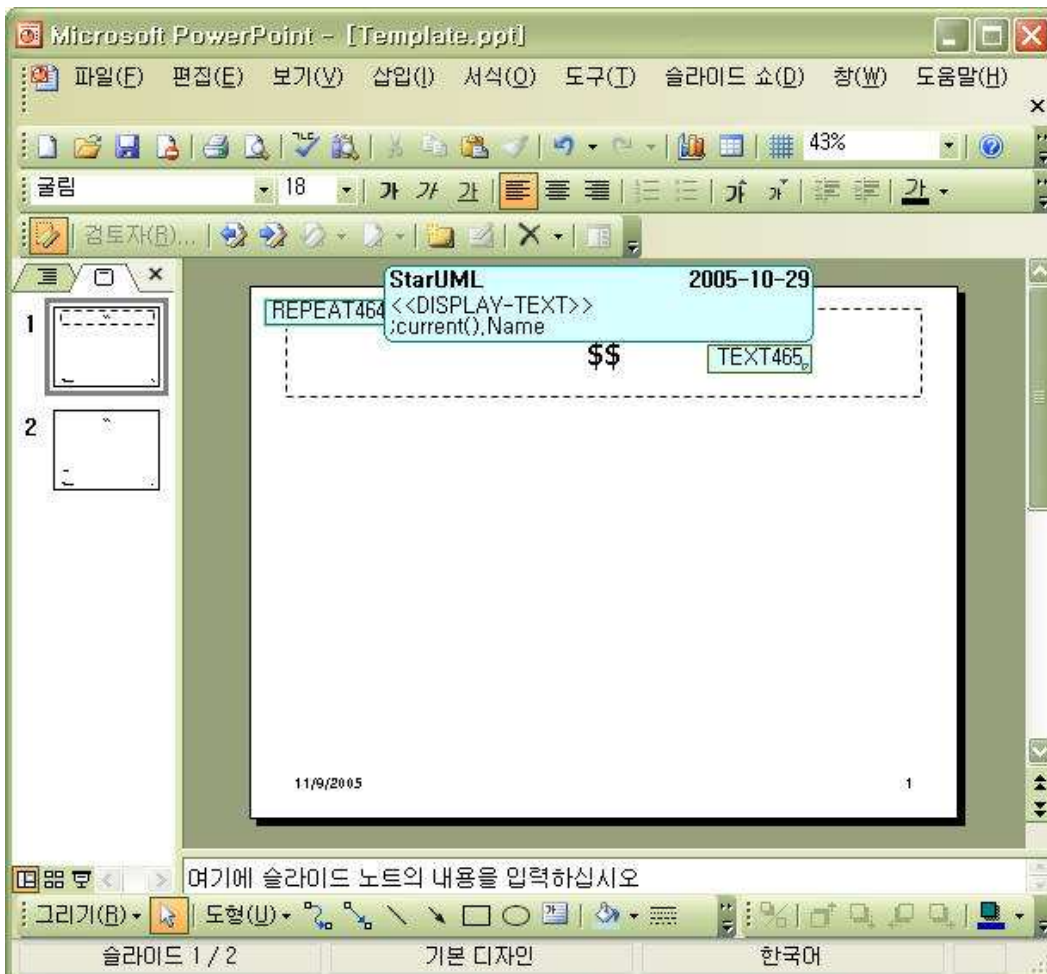 Microsoft PowerPoint - [Template.ppt]
파일(F) 편집(E) 보기(V) 삽입(I) 서식(O) 도구(T) 슬라이드 쇼(D) 창(W) 도움말(H)
43%
굴림 18 가 가 가 가 가 가
검토자(R)...
StarUML 2005-10-29
REPEAT464 <<DISPLAY-TEXT>>
;current(),Name
1
$$ TEXT465
2
11/9/2005 1
여기에 슬라이드 노트의 내용을 입력하십시오
그리기(R) 도형(U)
슬라이드 1 / 2 기본 디자인 한국어